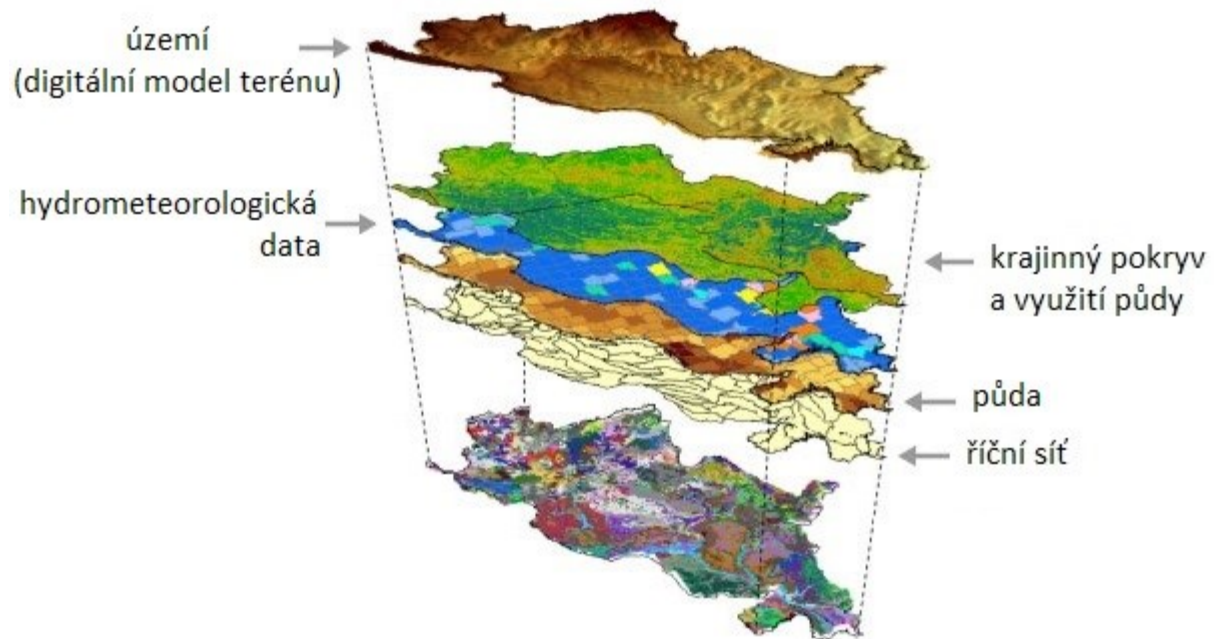 území
(digitální model terénu)
hydrometeorologická
data
krajinný pokryv
a využití půdy
půda
říční síť